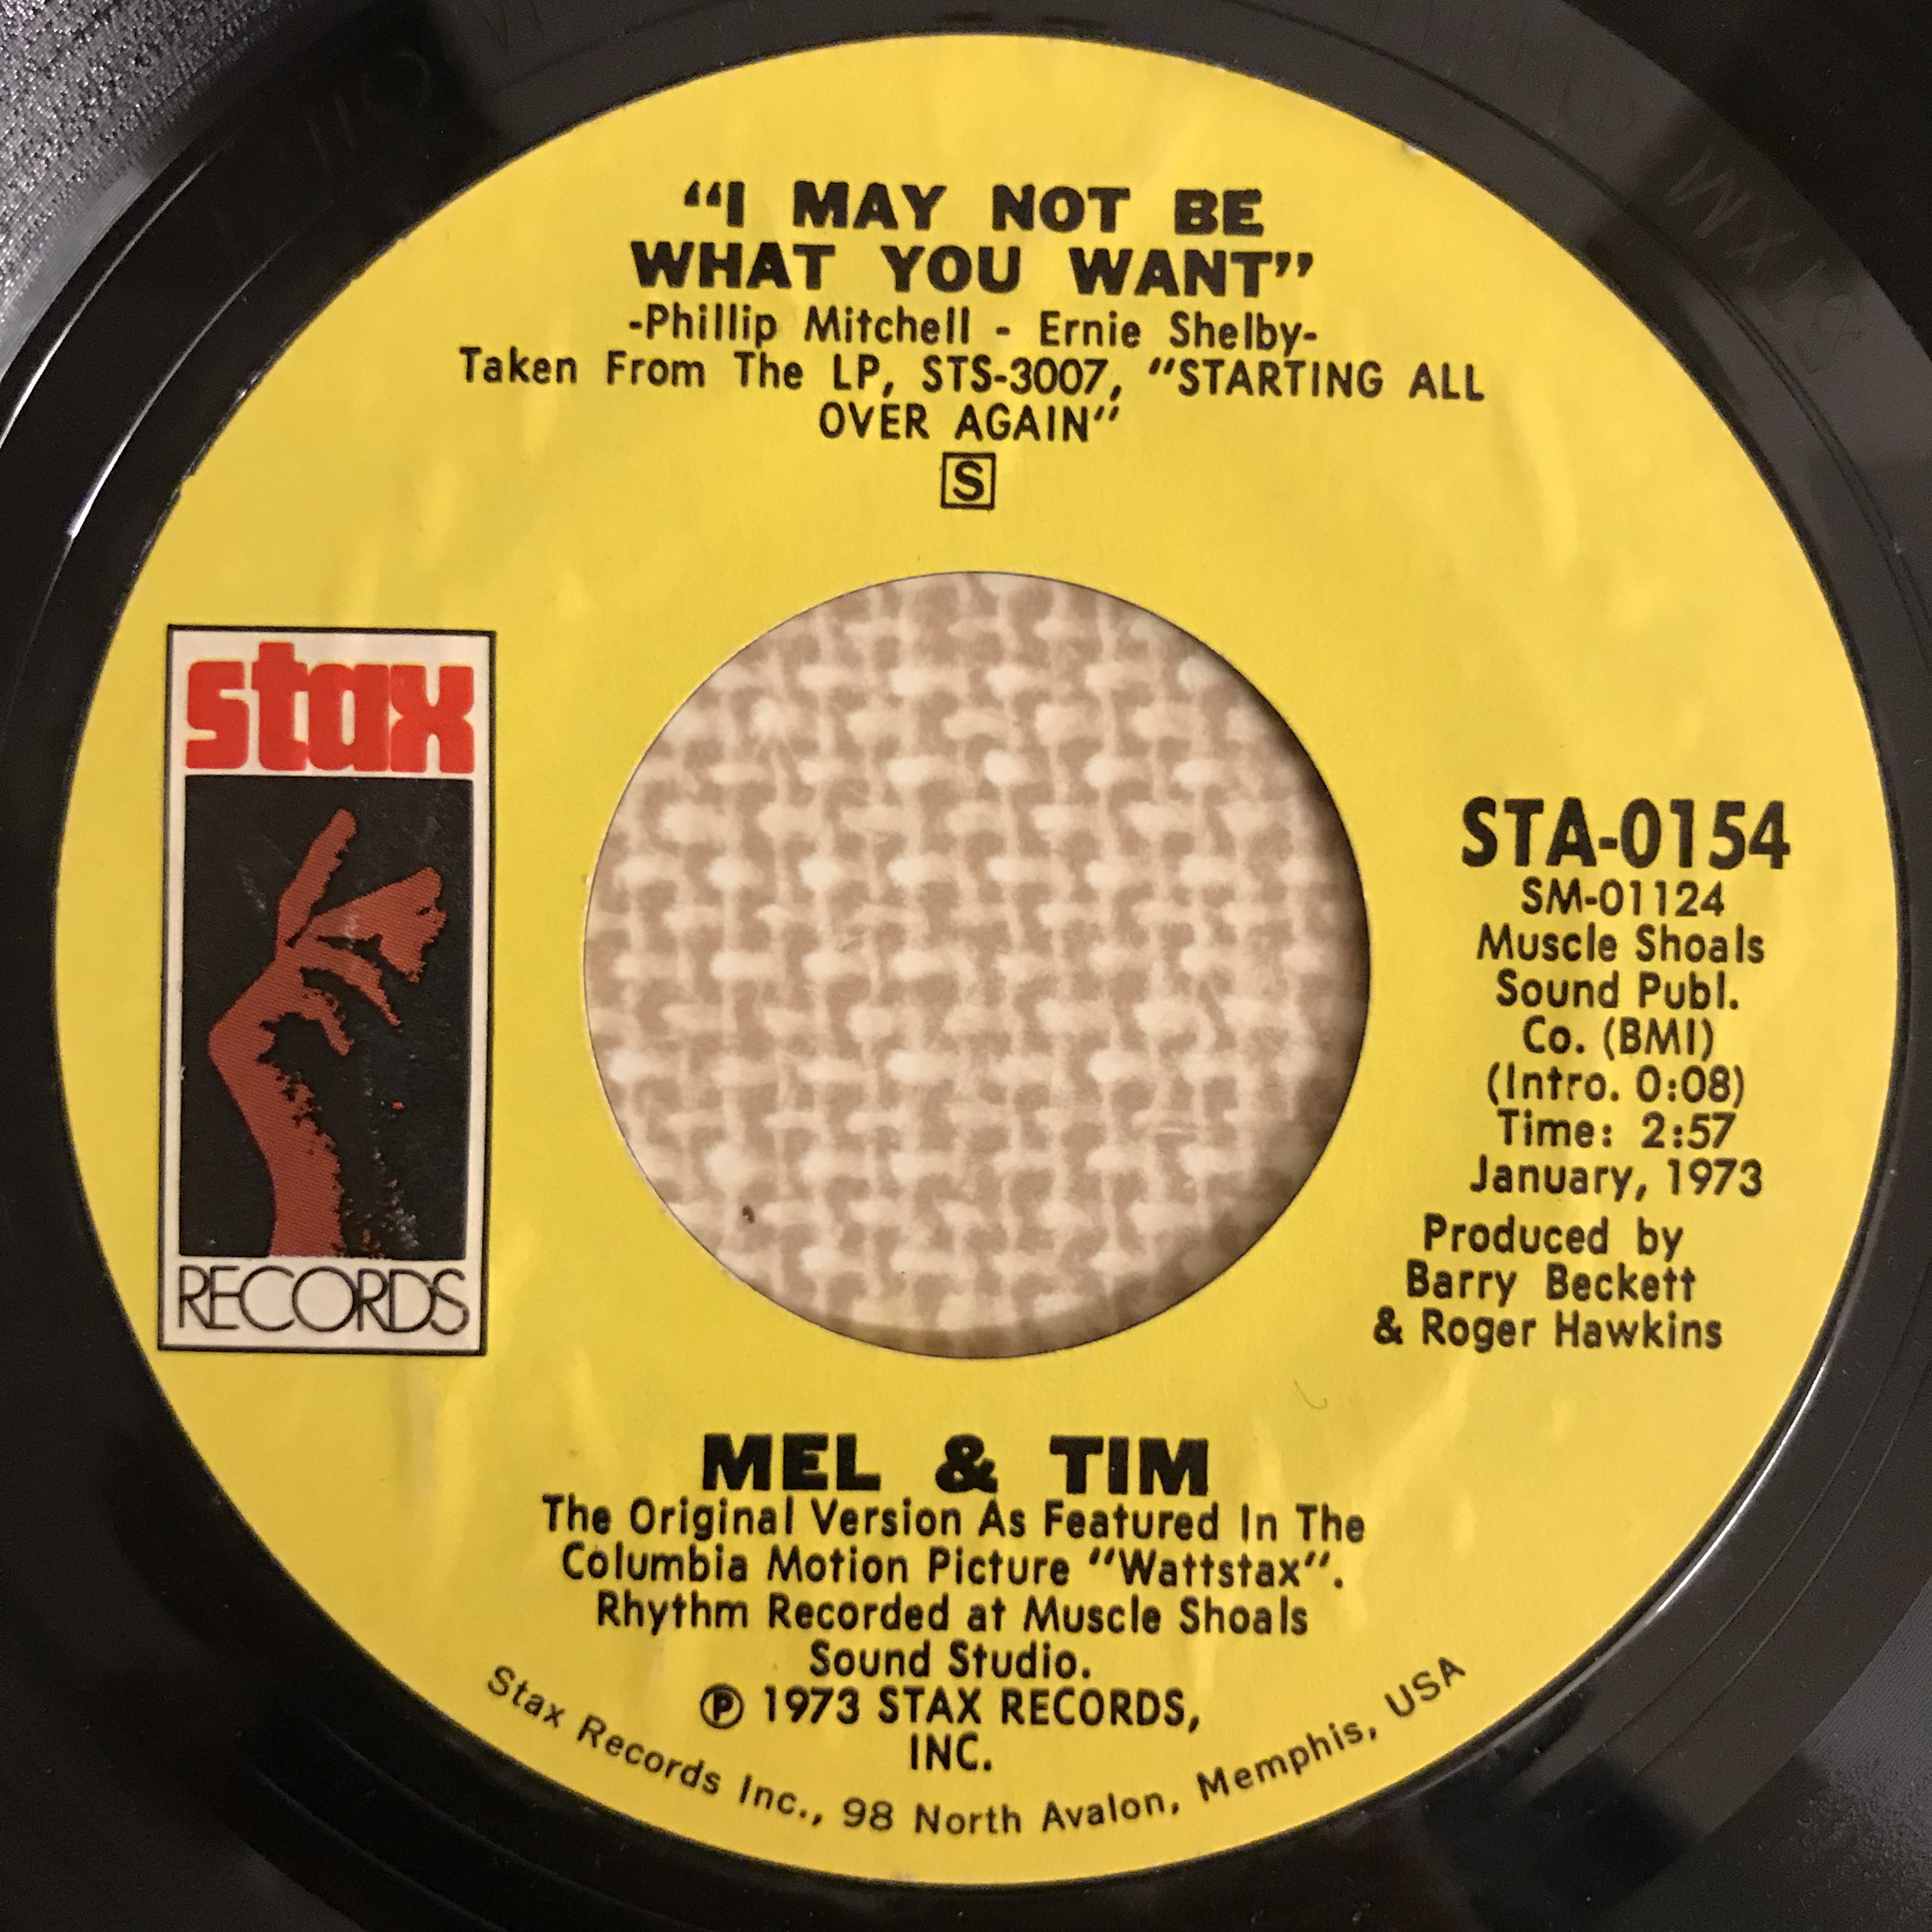 “I MAY NOT BE
WHAT YOU WANT”
-Phillip Mitchell - Ernie Shelby-
Taken From The LP, STS-3007, “STARTING ALL
OVER AGAIN”
S
stax
RECORDS
STA-0154
SM-01124
Muscle Shoals
Sound Publ.
Co. (BMI)
(Intro. 0:08)
Time: 2:57
January, 1973
Produced by
Barry Beckett
& Roger Hawkins
MEL & TIM
The Original Version As Featured In The
Columbia Motion Picture “Wattstax”.
Rhythm Recorded at Muscle Shoals
Sound Studio.
℗ 1973 STAX RECORDS,
INC.
Stax Records Inc., 98 North Avalon, Memphis, USA